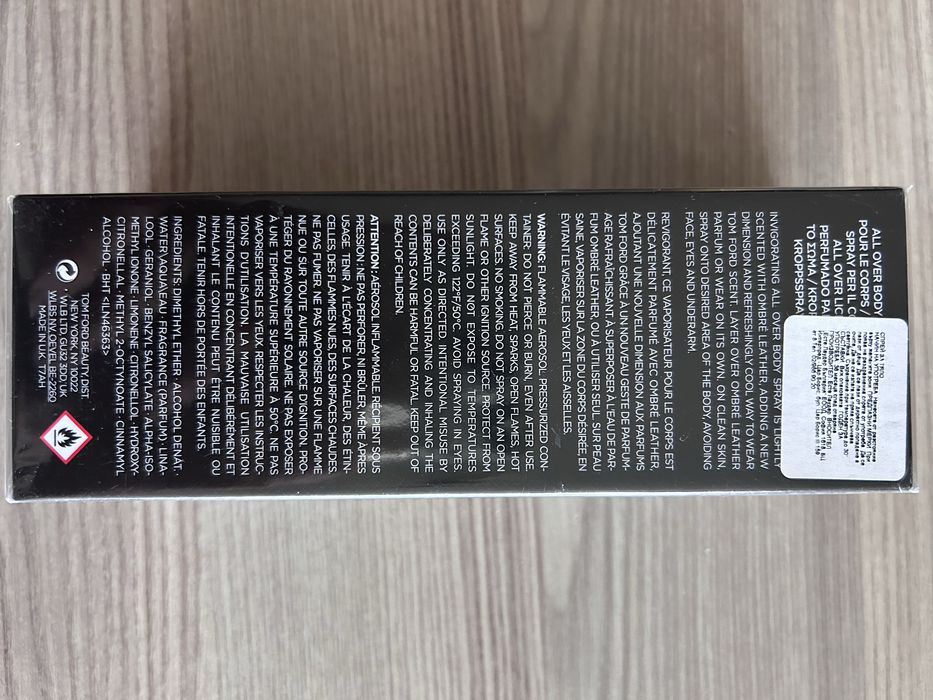 ALL OVER BODY
POUR LE CORPS /
SPRAY PER IL C
PERFUMADO
ALL OVER
ΤΟ ΣΩΜΑ /
KROPPSSPRA
INVIGORATING ALL OVER BODY SPRAY IS LIGHTLY
SCENTED WITH OMBRÉ LEATHER, ADDING A NEW
DIMENSION AND REFRESHINGLY COOL WAY TO WEAR
TOM FORD SCENT. LAYER OVER OMBRÉ LEATHER
PARFUM OR WEAR ON ITS OWN. ON CLEAN SKIN,
SPRAY ONTO DESIRED AREA OF THE BODY AVOIDING
FACE, EYES AND UNDERARM.
REVIGORANT, CE VAPORISATEUR POUR LE CORPS EST
DÉLICATEMENT PARFUMÉ AVEC OMBRÉ LEATHER,
AJOUTANT UNE NOUVELLE DIMENSION AUX PARFUMS
TOM FORD GRÂCE À UN NOUVEAU GESTE DE PARFUM-
AGE RAFRAÎCHISSANT À SUPERPOSER À L'EAU DE PAR-
FUM OMBRÉ LEATHER, OU À UTILISER SEUL. SUR PEAU
SAINE, VAPORISER SUR LA ZONE DU CORPS DÉSIRÉE, EN
ÉVITANT LE VISAGE, LES YEUX ET LES AISSELLES.
WARNING: FLAMMABLE AEROSOL. PRESSURIZED CON-
TAINER: DO NOT PIERCE OR BURN, EVEN AFTER USE.
KEEP AWAY FROM HEAT, SPARKS, OPEN FLAMES, HOT
SURFACES. NO SMOKING. DO NOT SPRAY ON AN OPEN
FLAME OR OTHER IGNITION SOURCE. PROTECT FROM
SUNLIGHT. DO NOT EXPOSE TO TEMPERATURES
EXCEEDING 122°F/50°C. AVOID SPRAYING IN EYES.
USE ONLY AS DIRECTED. INTENTIONAL MISUSE BY
DELIBERATELY CONCENTRATING AND INHALING THE
CONTENTS CAN BE HARMFUL OR FATAL. KEEP OUT OF
REACH OF CHILDREN.
ATTENTION: AÉROSOL INFLAMMABLE. RÉCIPIENT SOUS
PRESSION: NE PAS PERFORER, NI BRÛLER, MÊME APRÈS
USAGE. TENIR À L'ÉCART DE LA CHALEUR, DES ÉTIN-
CELLES, DES FLAMMES NUES, DES SURFACES CHAUDES.
NE PAS FUMER. NE PAS VAPORISER SUR UNE FLAMME
NUE OU SUR TOUTE AUTRE SOURCE D'IGNITION. PRO-
TÉGER DU RAYONNEMENT SOLAIRE. NE PAS EXPOSER
À UNE TEMPÉRATURE SUPÉRIEURE À 50°C. NE PAS
VAPORISER VERS LES YEUX. RESPECTER LES INSTRUC-
TIONS D'UTILISATION. LA MAUVAISE UTILISATION
INTENTIONNELLE EN CONCENTRANT DÉLIBÉRÉMENT ET
INHALANT LE CONTENU PEUT ÊTRE NUISIBLE OU
FATALE. TENIR HORS DE PORTÉE DES ENFANTS.
INGREDIENTS: DIMETHYL ETHER · ALCOHOL DENAT. ·
WATER\AQUA\EAU · FRAGRANCE (PARFUM) · LINA-
LOOL · GERANIOL · BENZYL SALICYLATE · ALPHA-ISO-
METHYL IONONE · LIMONENE · CITRONELLOL · HYDROXY-
CITRONELLAL · METHYL 2-OCTYNOATE · CINNAMYL
ALCOHOL · BHT <ILN46363>
TOM FORD BEAUTY, DIST
NEW YORK, NY 10022
WLB LTD GU32 3DD, UK
WLBS NV, OEVEL BE-2260
MADE IN U.K. T7AH